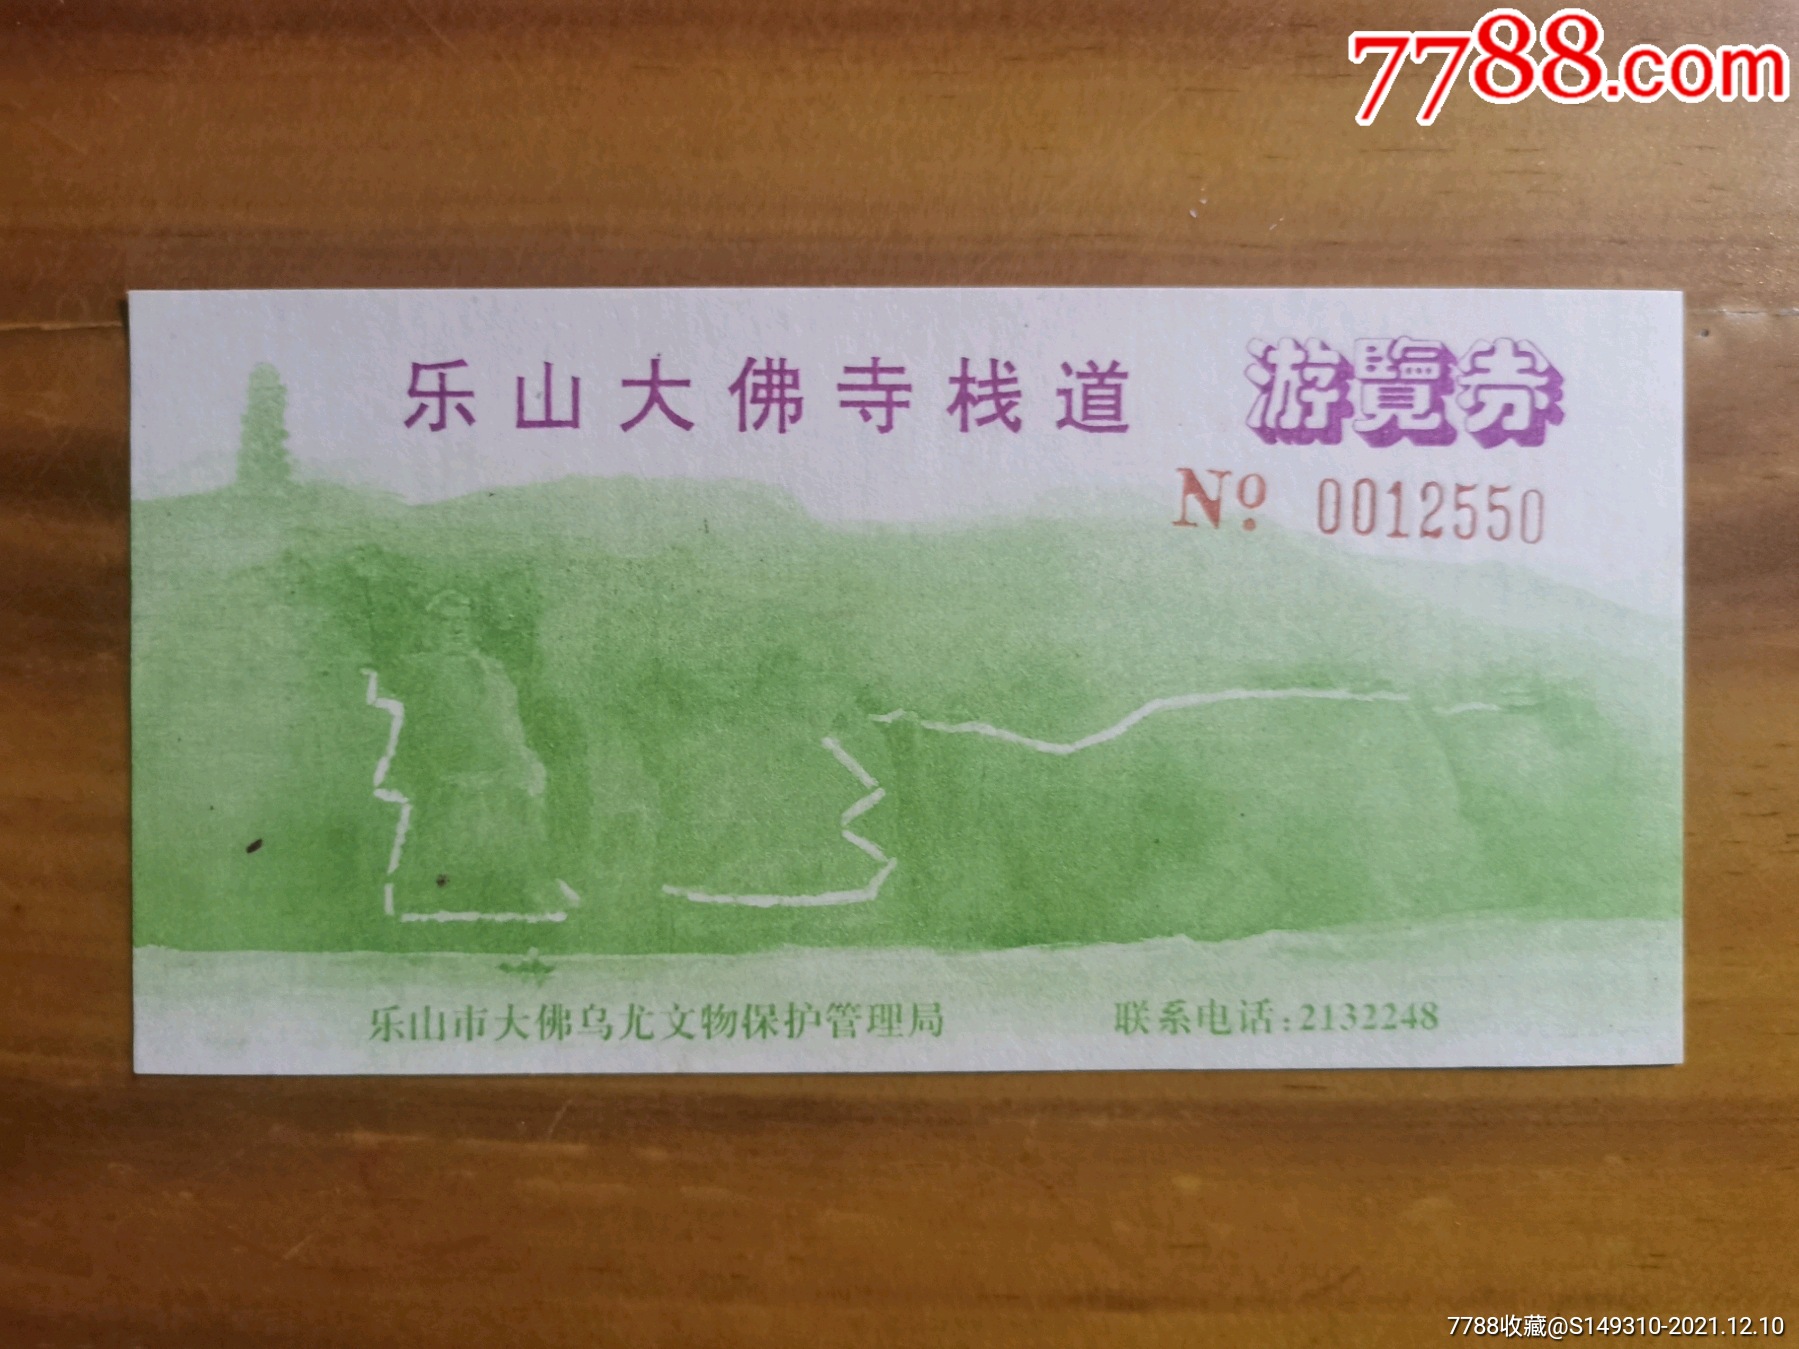 7788.com
乐山大佛寺栈道 游覽券
Nº 0012550
乐山市大佛乌尤文物保护管理局 联系电话:2132248
7788收藏@S149310-2021.12.10